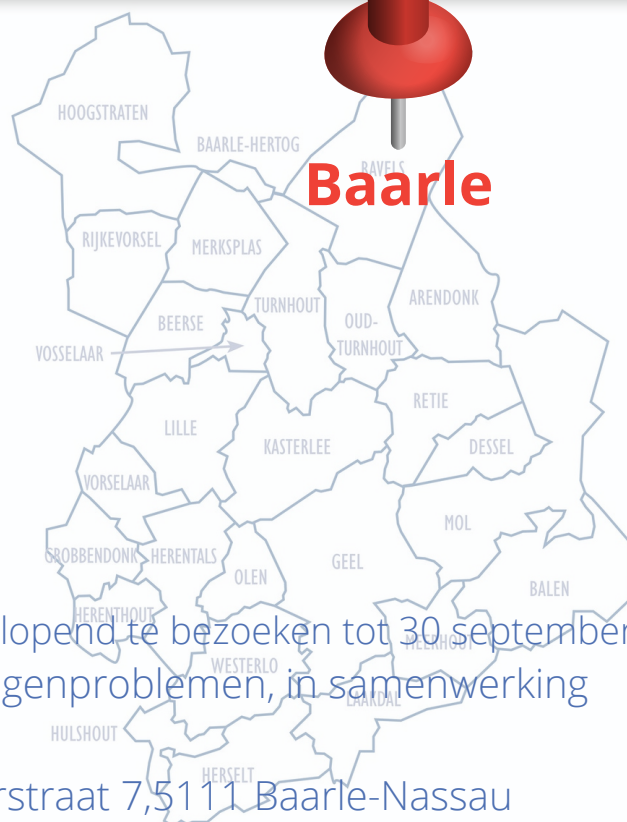 HOOGSTRATEN
BAARLE-HERTOG
RAVELS
Baarle
RIJKEVORSEL
MERKSPLAS
ARENDONK
TURNHOUT
BEERSE
OUD-
TURNHOUT
VOSSELAAR
RETIE
LILLE
KASTERLEE
DESSEL
VORSELAAR
MOL
GROBBENDONK
HERENTALS
GEEL
OLEN
BALEN
HERENTHOUT
lopend te bezoeken tot 30 september
MEERHOUT
WESTERLO
genproblemen, in samenwerking
LAAKDAL
HULSHOUT
HERSELT
rstraat 7,5111 Baarle-Nassau